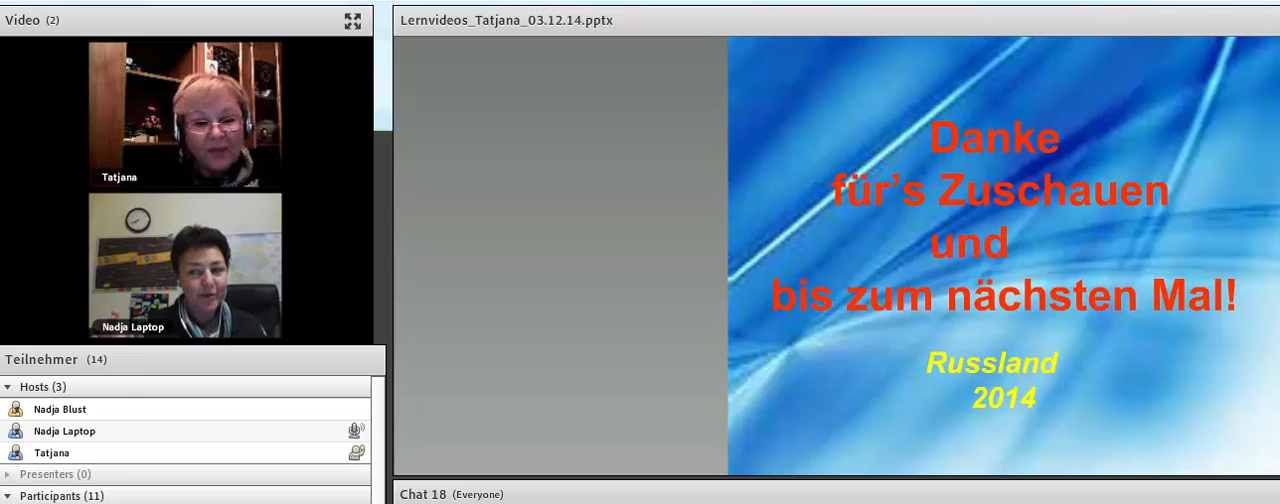 Video (2)
Tatjana
Nadja Laptop
Teilnehmer (14)
Hosts (3)
Nadja Blust
Nadja Laptop
Tatjana
Presenters (0)
Participants (11)
Lernvideos_Tatjana_03.12.14.pptx
Danke
für's Zuschauen
und
bis zum nächsten Mal!
Russland
2014
Chat 18 (Everyone)